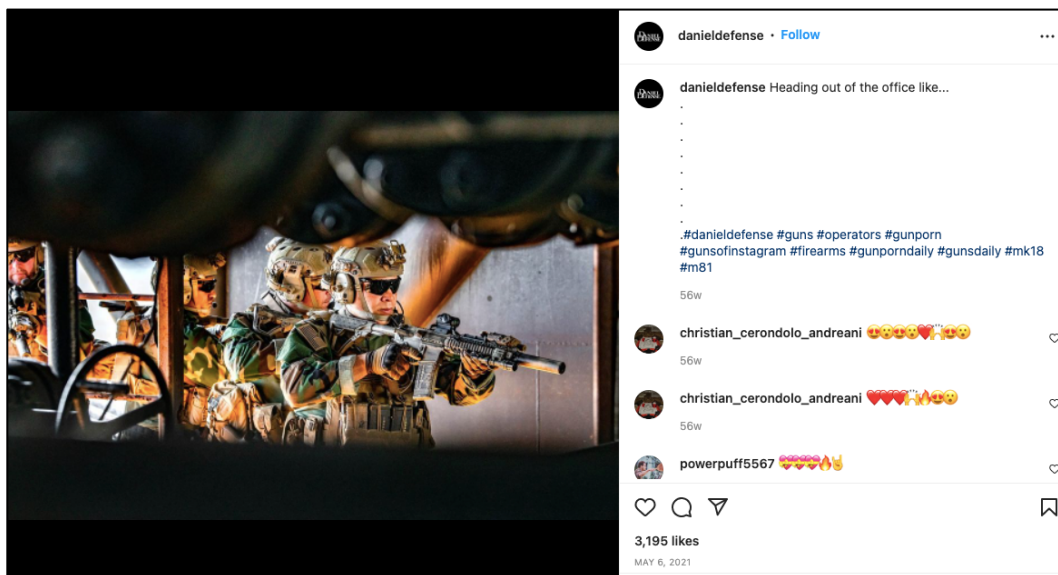 danieldefense • Follow
danieldefense Heading out of the office like...
.
.
.
.
.
.
.
.
.#danieldefense #guns #operators #gunporn
#gunsofinstagram #firearms #gunporndaily #gunsdaily #mk18
#m81
56w
christian_cerondolo_andreani 😍😮😍😮❤️🙌😍😮
56w
christian_cerondolo_andreani ❤️❤️❤️🙌🔥😍😮
56w
powerpuff5567 💝💝💝🔥🤘
3,195 likes
MAY 6, 2021